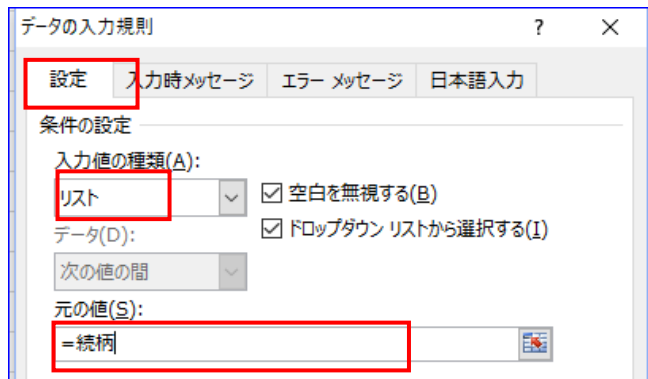 データの入力規則 ?
設定 入力時メッセージ エラー メッセージ 日本語入力
条件の設定
入力値の種類(A):
リスト 空白を無視する(B)
データ(D): ドロップダウン リストから選択する(I)
次の値の間
元の値(S):
=続柄